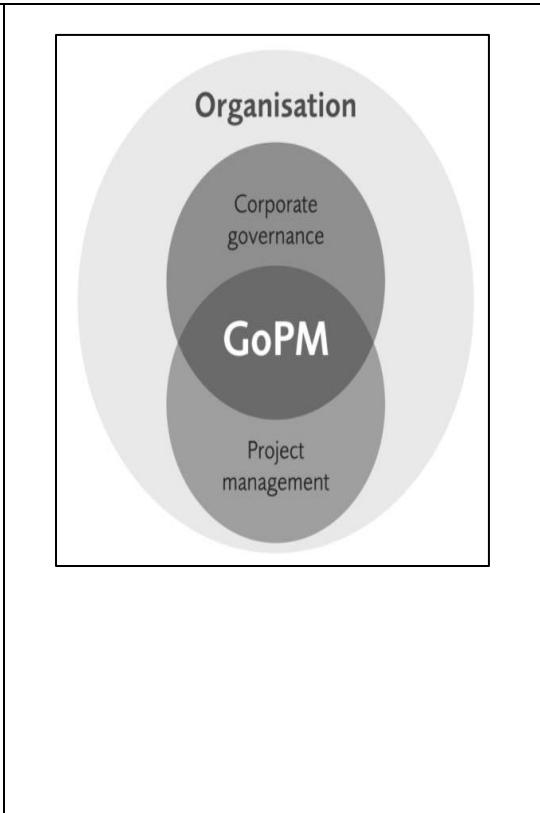 Organisation
Corporate
governance
GoPM
Project
management